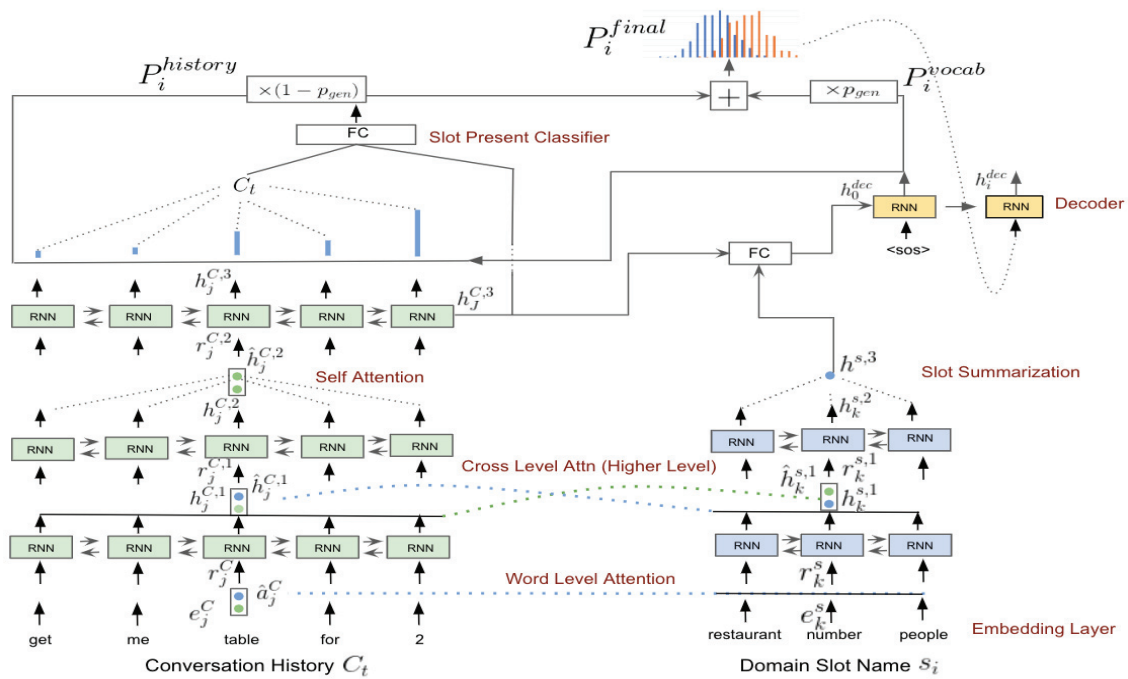 P_i^{final}
P_i^{history}
×(1 − p_{gen})
+
× p_{gen}
P_i^{vocab}
FC
Slot Present Classifier
C_t
h_0^{dec}
h_i^{dec}
RNN
RNN
Decoder
<sos>
FC
h_j^{C,3}
h_J^{C,3}
RNN RNN RNN RNN RNN
r_j^{C,2}
ĥ_j^{C,2}
h^{s,3}
Self Attention
Slot Summarization
h_j^{C,2}
h_k^{s,2}
RNN RNN RNN RNN RNN
RNN RNN RNN
r_j^{C,1}
Cross Level Attn (Higher Level)
r_k^{s,1}
h_j^{C,1}
ĥ_j^{C,1}
ĥ_k^{s,1}
h_k^{s,1}
RNN RNN RNN RNN RNN
RNN RNN RNN
r_j^C
Word Level Attention
r_k^s
â_j^C
e_j^C
e_k^s
get me table for 2
restaurant number people
Embedding Layer
Conversation History C_t
Domain Slot Name s_i